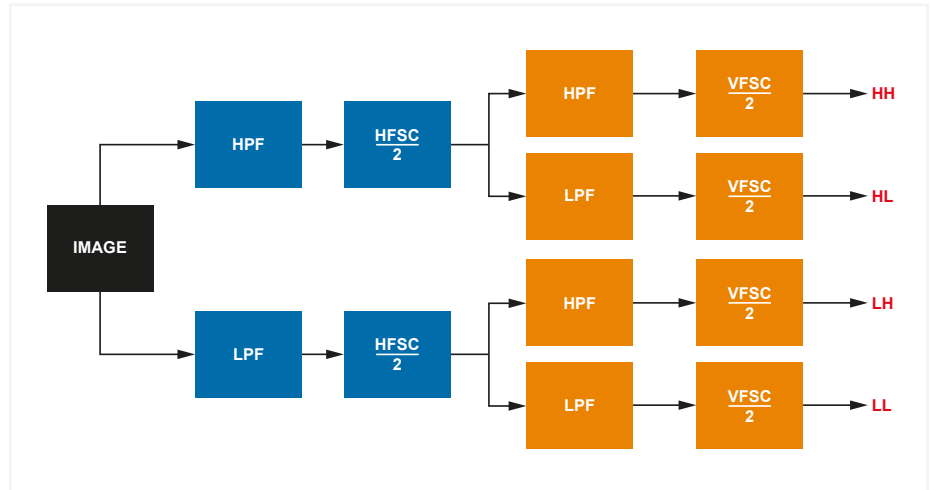 IMAGE
HPF
HFSC
2
HPF
VFSC
2
HH
LPF
VFSC
2
HL
LPF
HFSC
2
HPF
VFSC
2
LH
LPF
VFSC
2
LL